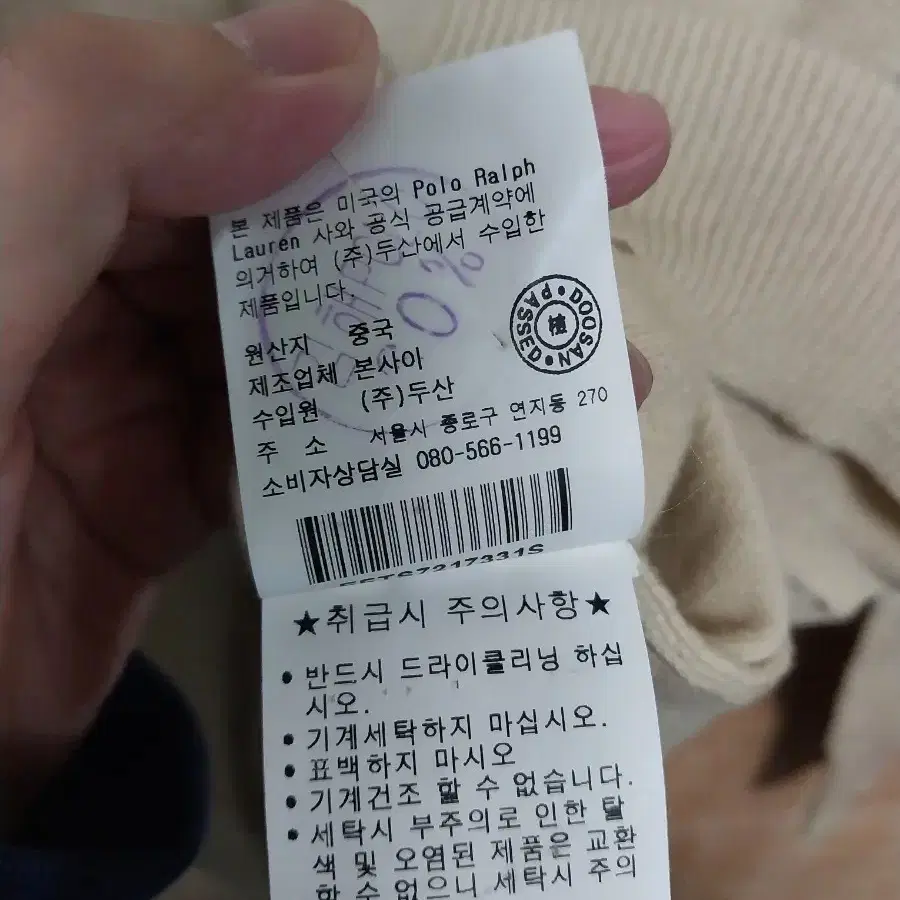 본 제품은 미국의 Polo Ralph
Lauren 사와 공식 공급계약에
의거하여 (주)두산에서 수입한
제품입니다.
0%
DOOSAN
PASSED
원산지 중국
제조업체 본사이
수입원 (주)두산
주 소 서울시 종로구 연지동 270
소비자상담실 080-566-1199
★취급시 주의사항★
• 반드시 드라이클리닝 하십
시오.
• 기계세탁하지 마십시오.
• 표백하지 마시오
• 기계건조 할 수 없습니다.
• 세탁시 부주의로 인한 탈
색 및 오염된 제품은 교환
할 수 없으니 세탁시 주의